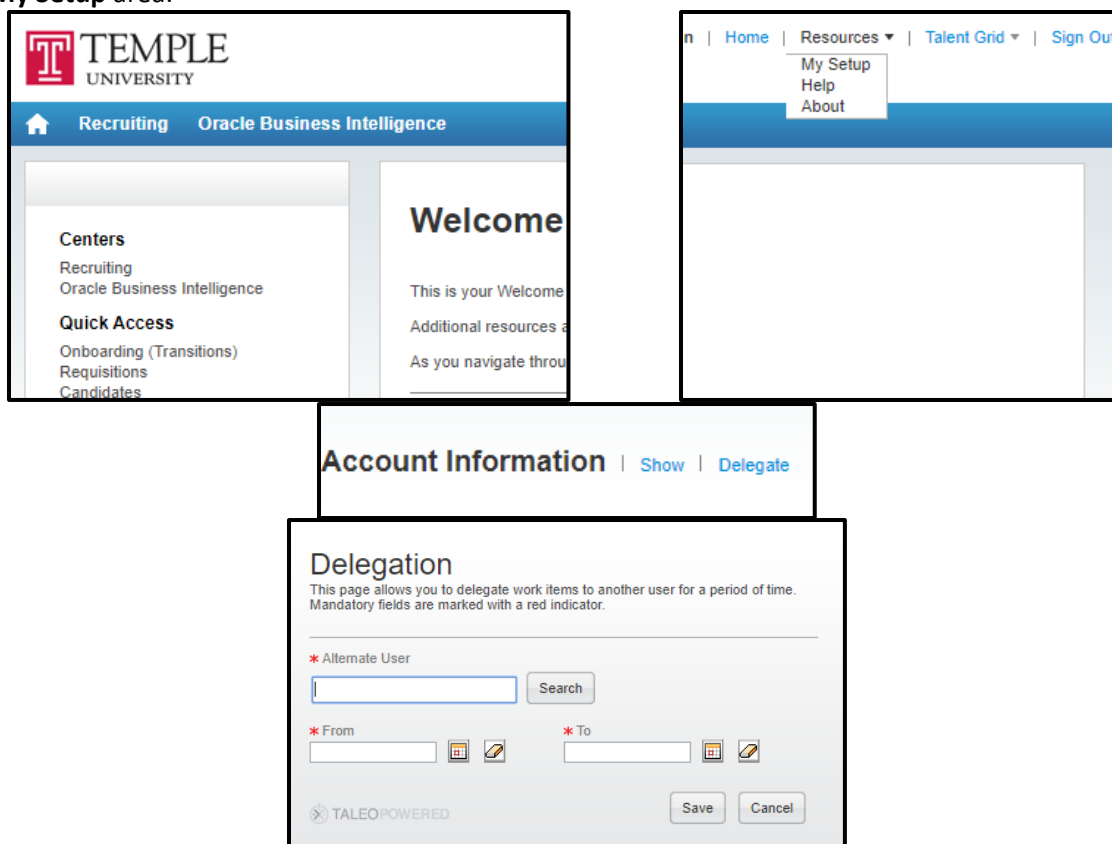 My Setup area.
TEMPLE
UNIVERSITY
Recruiting Oracle Business Intelligence
Centers
Recruiting
Oracle Business Intelligence
Quick Access
Onboarding (Transitions)
Requisitions
Candidates
Welcome
This is your Welcome
Additional resources a
As you navigate throu
n | Home | Resources ▾ | Talent Grid ▾ | Sign Out
My Setup
Help
About
Account Information | Show | Delegate
Delegation
This page allows you to delegate work items to another user for a period of time.
Mandatory fields are marked with a red indicator.
* Alternate User
Search
* From * To
TALEOPOWERED
Save Cancel